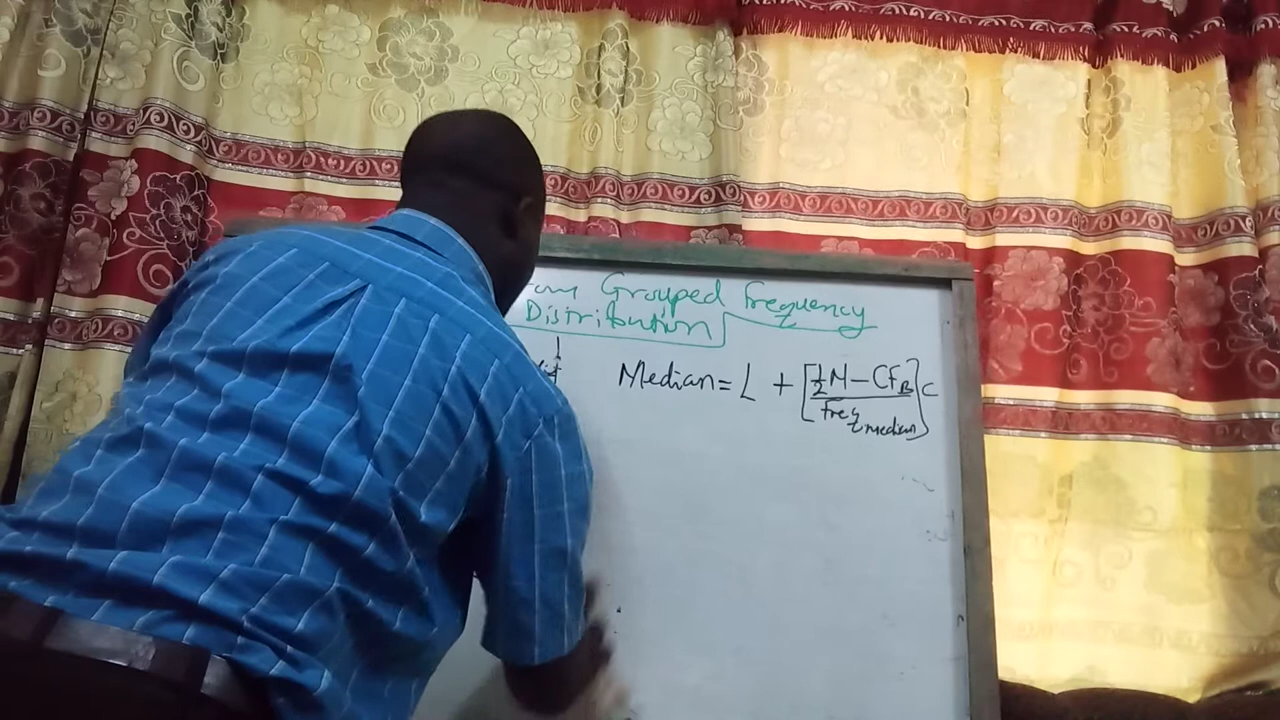 Grouped Frequency
Distribution
Median = L + [½N - CF_B / freq_median] C